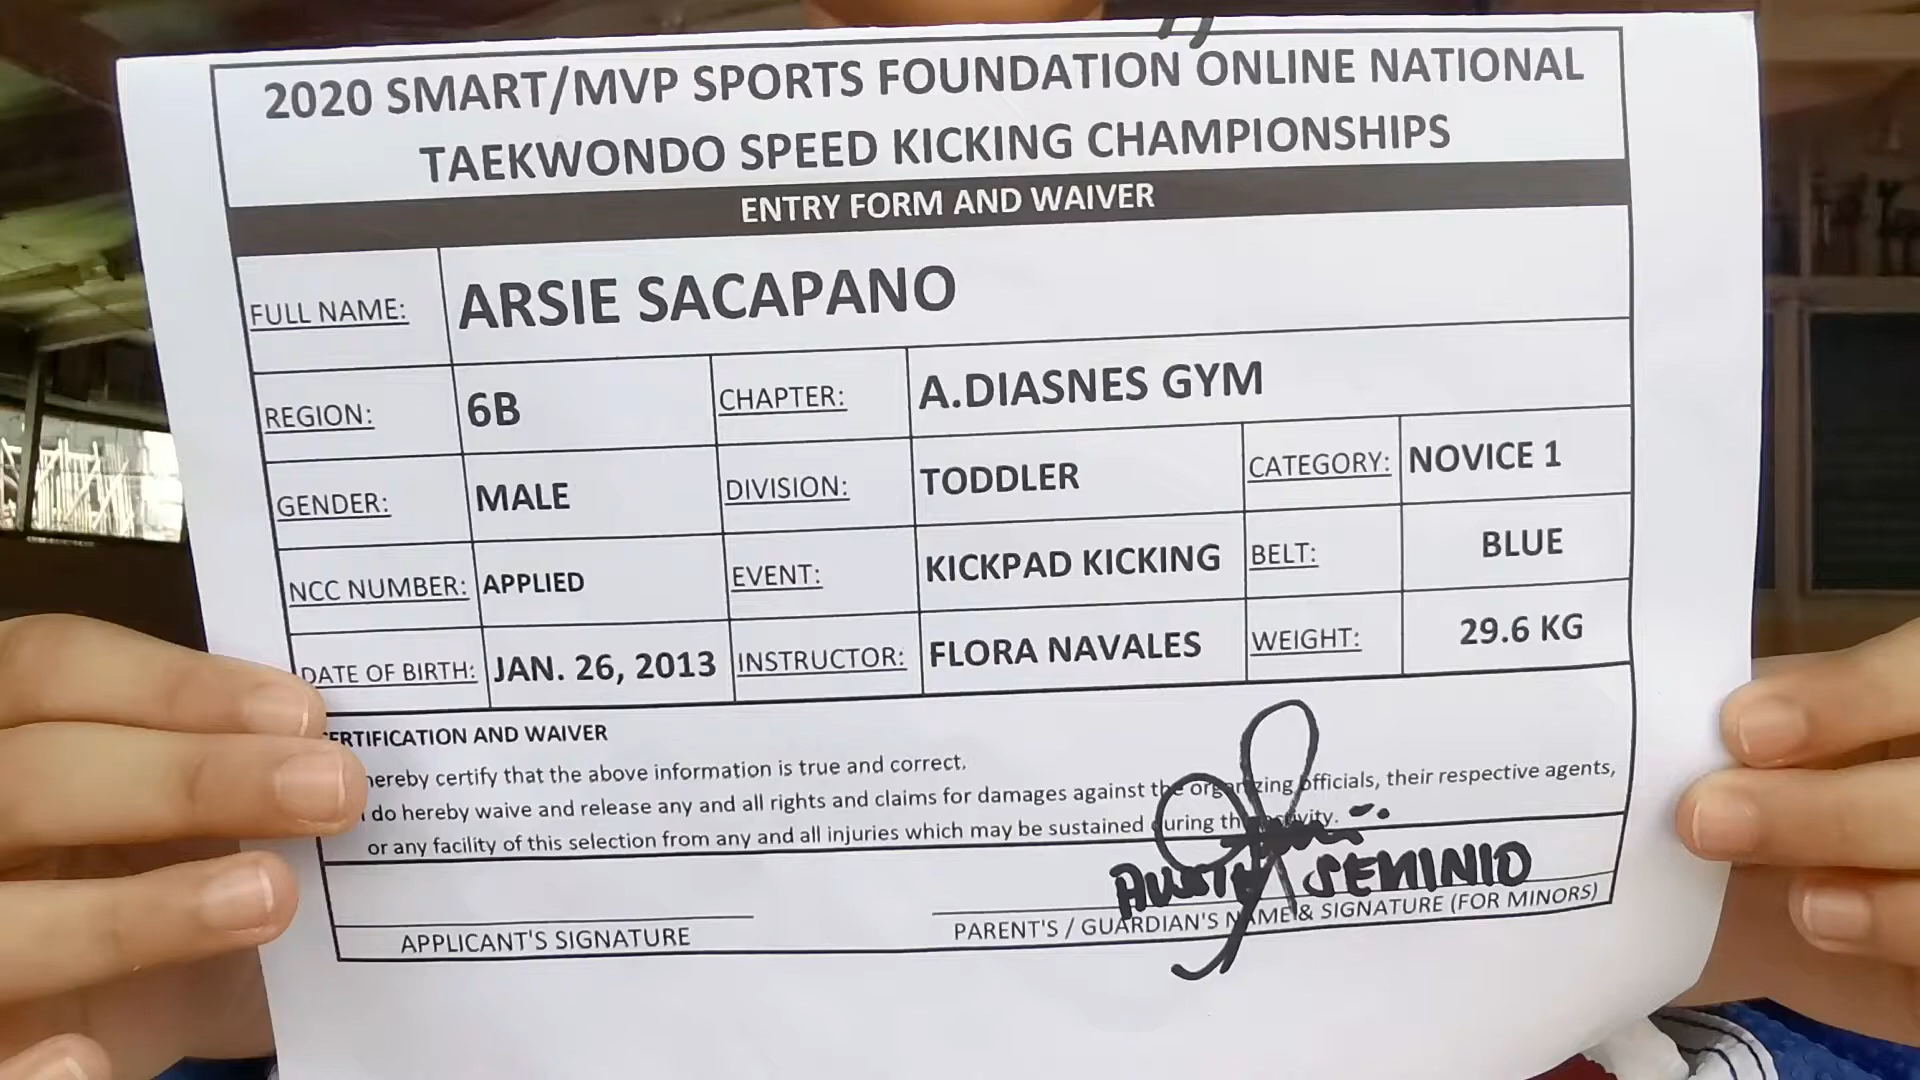 2020 SMART/MVP SPORTS FOUNDATION ONLINE NATIONAL
TAEKWONDO SPEED KICKING CHAMPIONSHIPS
ENTRY FORM AND WAIVER
FULL NAME: ARSIE SACAPANO
REGION: 6B CHAPTER: A.DIASNES GYM
GENDER: MALE DIVISION: TODDLER CATEGORY: NOVICE 1
NCC NUMBER: APPLIED EVENT: KICKPAD KICKING BELT: BLUE
DATE OF BIRTH: JAN. 26, 2013 INSTRUCTOR: FLORA NAVALES WEIGHT: 29.6 KG
ERTIFICATION AND WAIVER
hereby certify that the above information is true and correct.
do hereby waive and release any and all rights and claims for damages against the organizing officials, their respective agents,
or any facility of this selection from any and all injuries which may be sustained during the activity.
SEMINIO
APPLICANT'S SIGNATURE PARENT'S / GUARDIAN'S NAME & SIGNATURE (FOR MINORS)